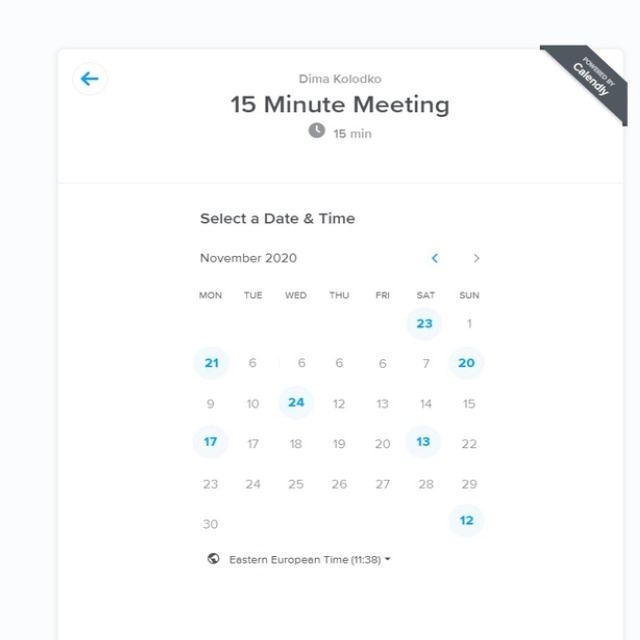 Dima Kolodko
POWERED BY
Calendly
15 Minute Meeting
15 min
Select a Date & Time
November 2020
MON TUE WED THU FRI SAT SUN
23 1
21 6 6 6 6 7 20
9 10 24 12 13 14 15
17 17 18 19 20 13 22
23 24 25 26 27 28 29
30 12
Eastern European Time (11:38)